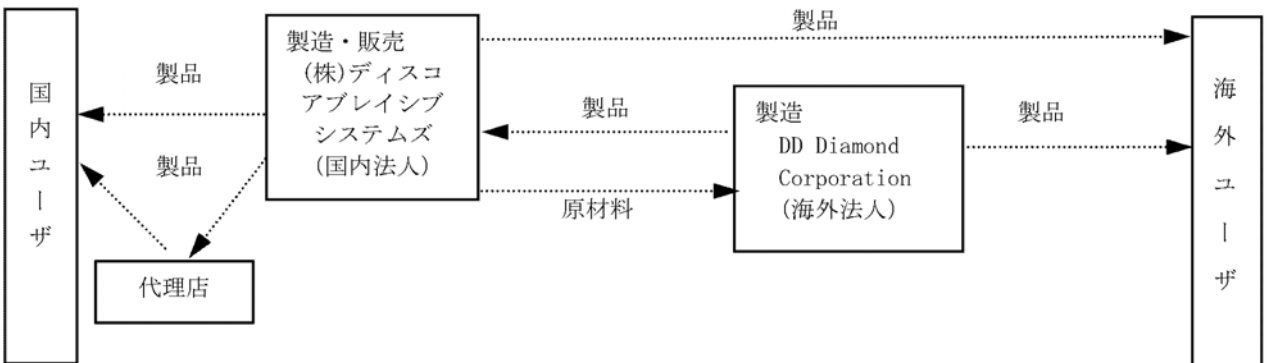 国内ユーザ
製品
製品
代理店
製造・販売
(株)ディスコ
アブレイシブ
システムズ
(国内法人)
製品
製品
原材料
製造
DD Diamond
Corporation
(海外法人)
製品
海外ユーザ